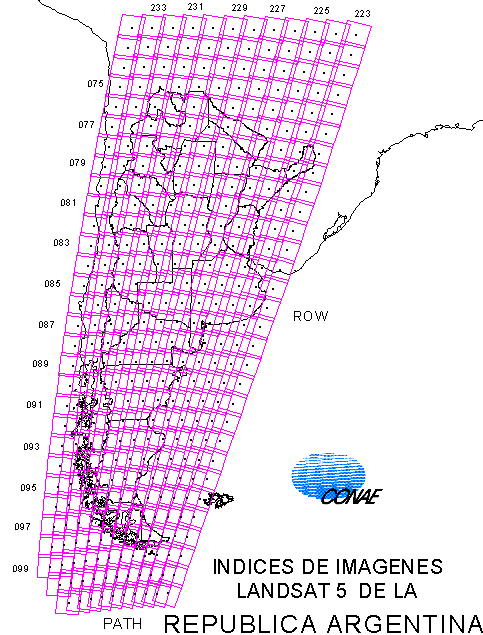 233 231 229 227 225 223
075
077
079
081
083
085
087
ROW
089
091
093
095
CONAE
097
099
INDICES DE IMAGENES
LANDSAT 5 DE LA
PATH REPUBLICA ARGENTINA